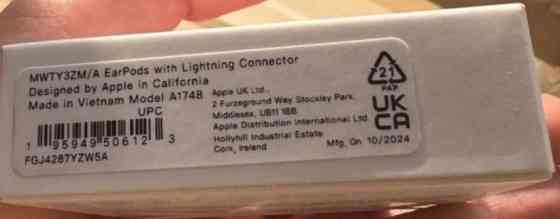 MWTY3ZM/A EarPods with Lightning Connector
Designed by Apple in California
Made in Vietnam Model A1748
UPC
1 95949 50612 3
FGJ4287YZW5A
Apple UK Ltd.,
2 Furzeground Way Stockley Park,
Middlesex, UB11 1BB
Apple Distribution International Ltd
Hollyhill Industrial Estate
Cork, Ireland
Mfg. On 10/2024
21
PAP
UK
CA